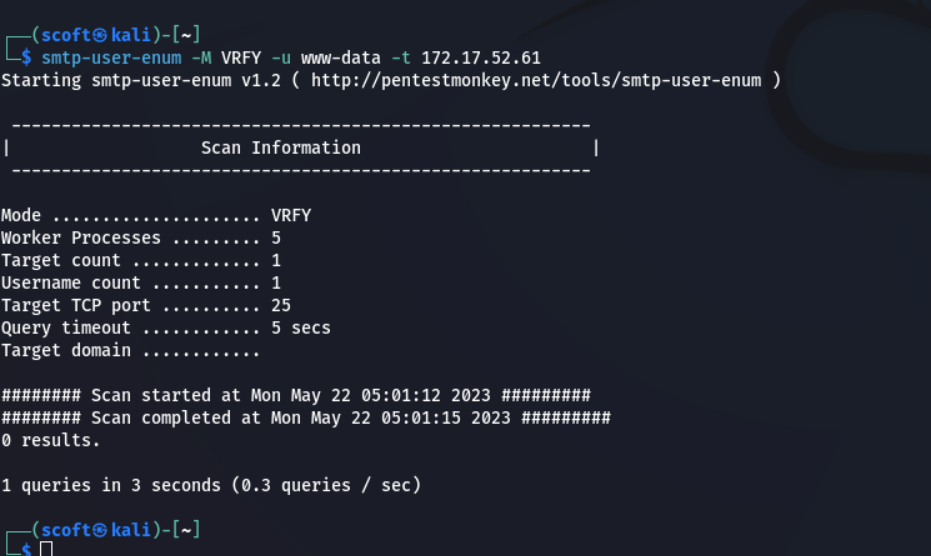 ┌──(scoft㉿kali)-[~]
└─$ smtp-user-enum -M VRFY -u www-data -t 172.17.52.61
Starting smtp-user-enum v1.2 ( http://pentestmonkey.net/tools/smtp-user-enum )
----------------------------------------------------------
|                   Scan Information                       |
----------------------------------------------------------
Mode ..................... VRFY
Worker Processes ......... 5
Target count ............. 1
Username count ........... 1
Target TCP port .......... 25
Query timeout ............ 5 secs
Target domain ............
######## Scan started at Mon May 22 05:01:12 2023 #########
######## Scan completed at Mon May 22 05:01:15 2023 #########
0 results.
1 queries in 3 seconds (0.3 queries / sec)
┌──(scoft㉿kali)-[~]
└─$